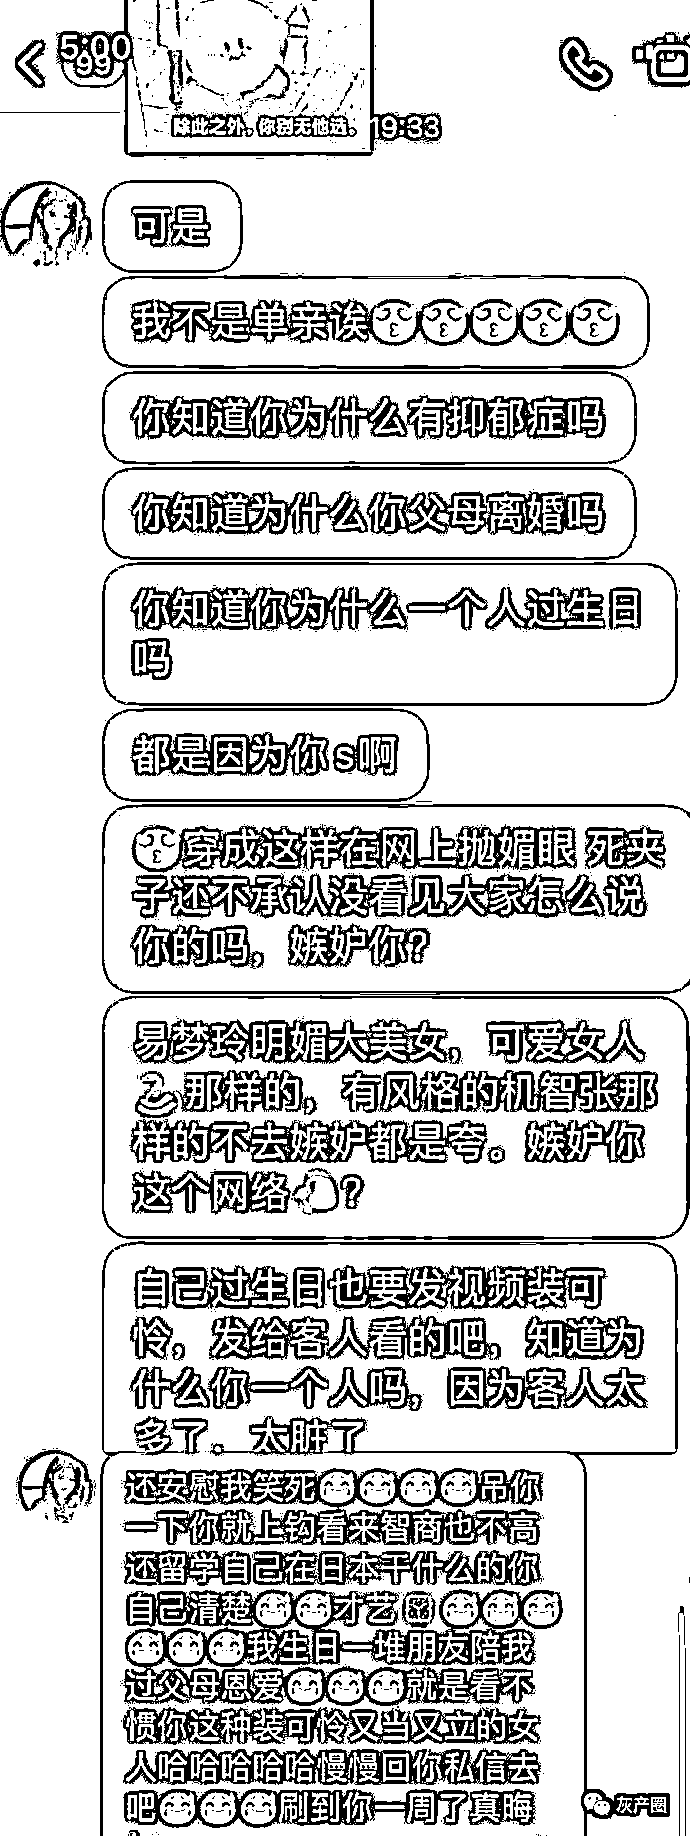 5:00
99
除此之外，你别无他选。
19:33
可是
我不是单亲诶
你知道你为什么有抑郁症吗
你知道为什么你父母离婚吗
你知道你为什么一个人过生日
吗
都是因为你s啊
穿成这样在网上抛媚眼 死夹
子还不承认没看见大家怎么说
你的吗，嫉妒你？
易梦玲明媚大美女，可爱女人
那样的，有风格的机智张那
样的不去嫉妒都是夸。嫉妒你
这个网络？
自己过生日也要发视频装可
怜，发给客人看的吧，知道为
什么你一个人吗，因为客人太
多了，太脏了
还安慰我笑死吊你
一下你就上钩看来智商也不高
还留学自己在日本干什么的你
自己清楚才艺
我生日一堆朋友陪我
过父母恩爱就是看不
惯你这种装可怜又当又立的女
人哈哈哈哈哈慢慢回你私信去
吧刷到你一周了真晦
灰产圈